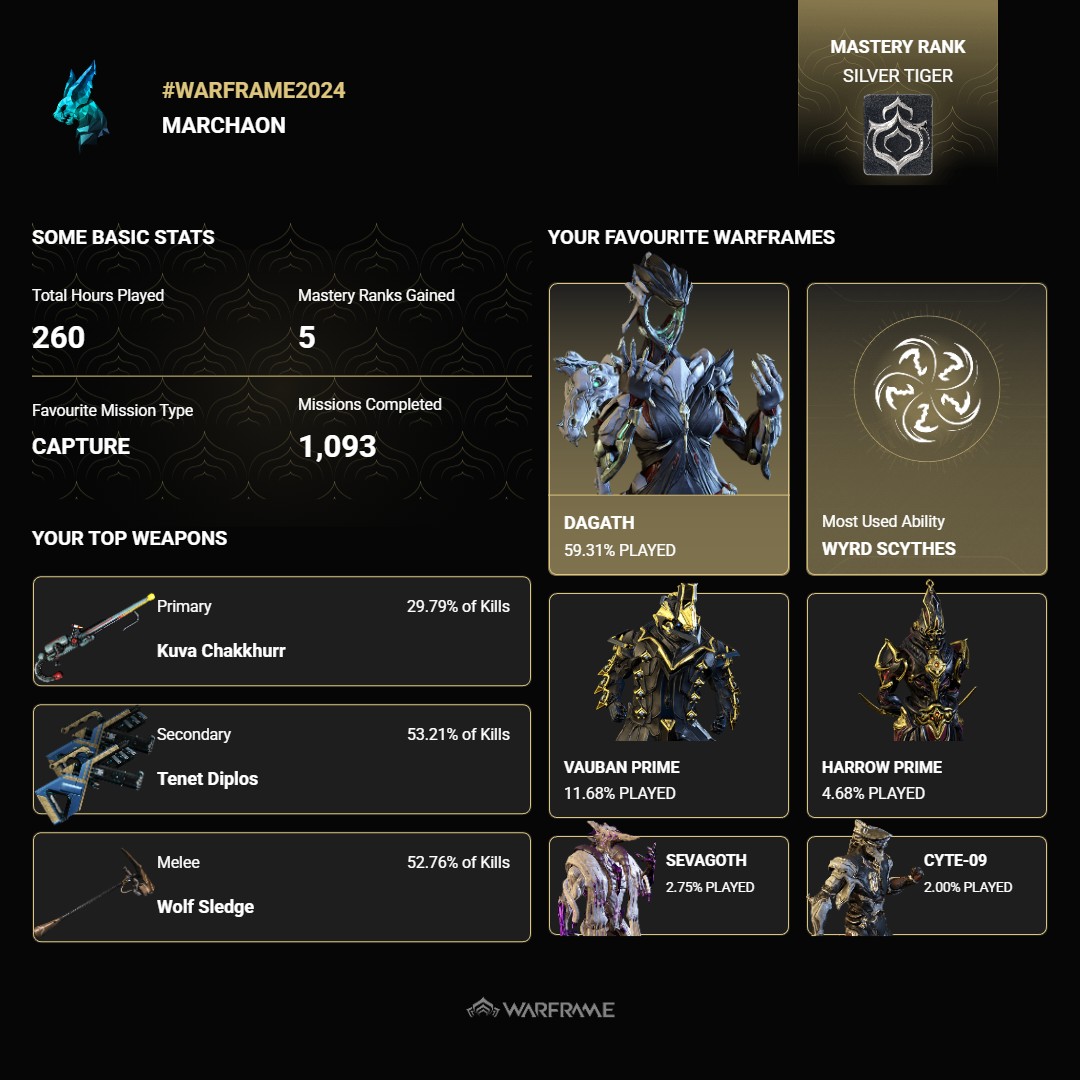 #WARFRAME2024
MARCHAON
MASTERY RANK
SILVER TIGER
SOME BASIC STATS
Total Hours Played
260
Mastery Ranks Gained
5
Favourite Mission Type
CAPTURE
Missions Completed
1,093
YOUR TOP WEAPONS
Primary
29.79% of Kills
Kuva Chakkhurr
Secondary
53.21% of Kills
Tenet Diplos
Melee
52.76% of Kills
Wolf Sledge
YOUR FAVOURITE WARFRAMES
DAGATH
59.31% PLAYED
Most Used Ability
WYRD SCYTHES
VAUBAN PRIME
11.68% PLAYED
HARROW PRIME
4.68% PLAYED
SEVAGOTH
2.75% PLAYED
CYTE-09
2.00% PLAYED
WARFRAME